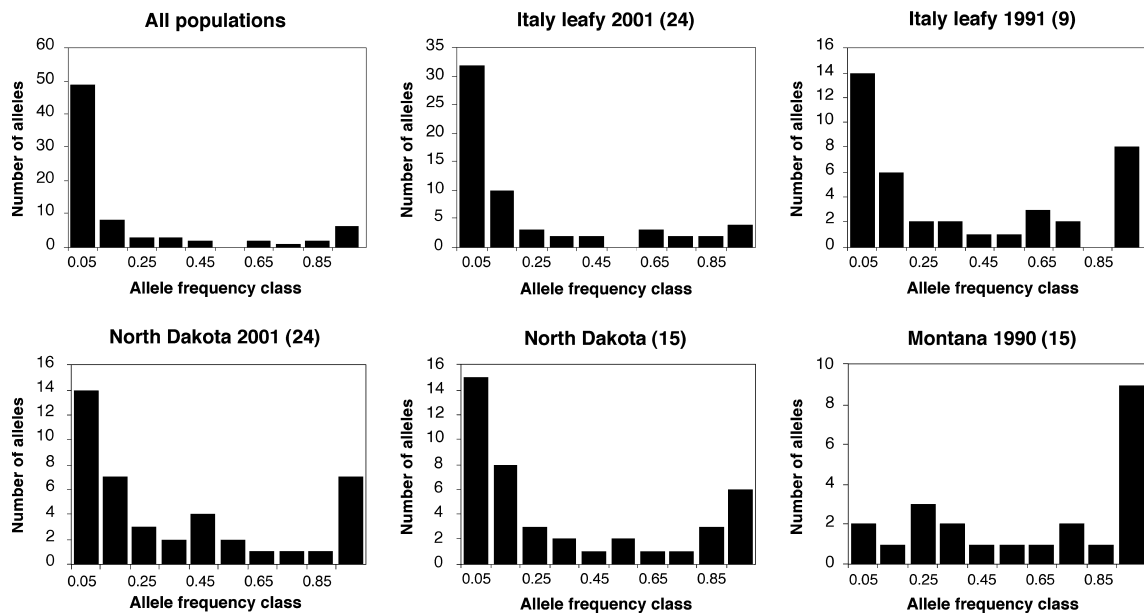 All populations
Number of alleles
60
50
40
30
20
10
0
0.05 0.25 0.45 0.65 0.85
Allele frequency class
Italy leafy 2001 (24)
Number of alleles
35
30
25
20
15
10
5
0
0.05 0.25 0.45 0.65 0.85
Allele frequency class
Italy leafy 1991 (9)
Number of alleles
16
14
12
10
8
6
4
2
0
0.05 0.25 0.45 0.65 0.85
Allele frequency class
North Dakota 2001 (24)
Number of alleles
16
14
12
10
8
6
4
2
0
0.05 0.25 0.45 0.65 0.85
Allele frequency class
North Dakota (15)
Number of alleles
16
14
12
10
8
6
4
2
0
0.05 0.25 0.45 0.65 0.85
Allele frequency class
Montana 1990 (15)
Number of alleles
10
8
6
4
2
0
0.05 0.25 0.45 0.65 0.85
Allele frequency class